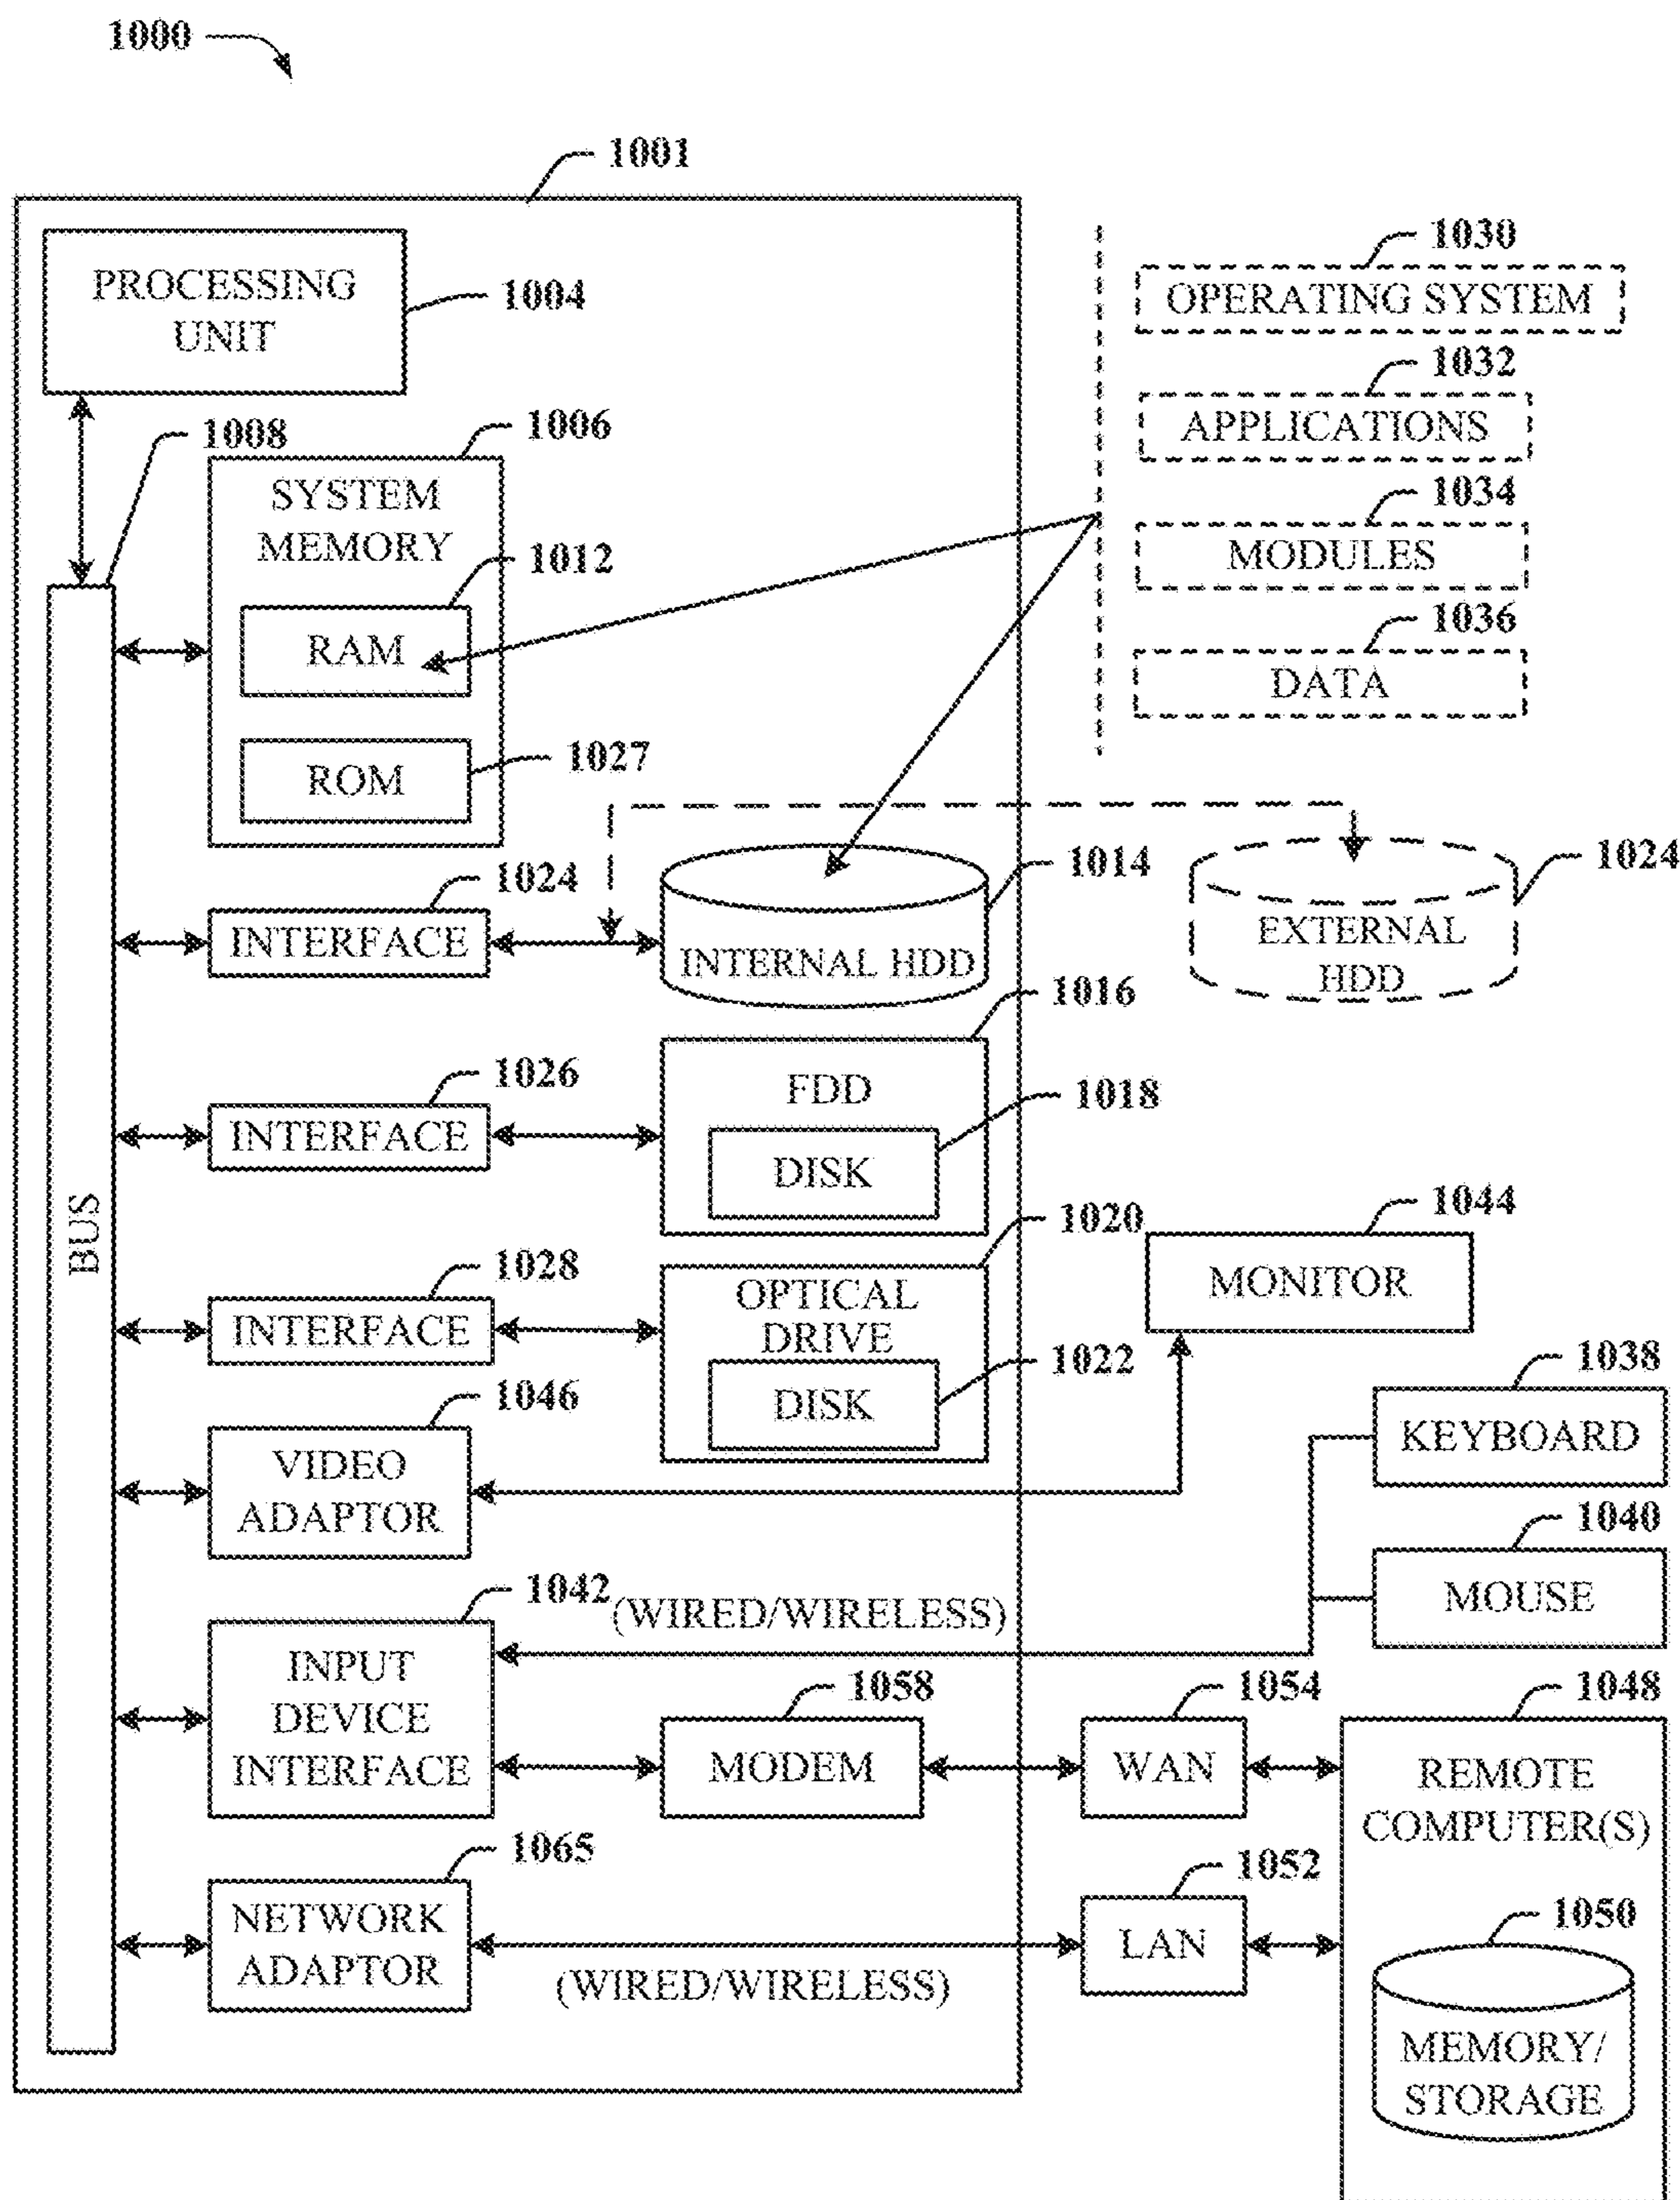 1000
1001
PROCESSING
UNIT
1004
1008
1006
SYSTEM
MEMORY
1012
RAM
1027
ROM
1030
OPERATING SYSTEM
1032
APPLICATIONS
1034
MODULES
1036
DATA
1024
INTERFACE
1014
INTERNAL HDD
1024
EXTERNAL
HDD
1026
INTERFACE
1016
FDD
1018
DISK
BUS
1028
INTERFACE
1020
OPTICAL
DRIVE
1022
DISK
1044
MONITOR
1046
VIDEO
ADAPTOR
1038
KEYBOARD
1040
MOUSE
1042
(WIRED/WIRELESS)
INPUT
DEVICE
INTERFACE
1058
MODEM
1054
WAN
1048
REMOTE
COMPUTER(S)
1065
NETWORK
ADAPTOR
(WIRED/WIRELESS)
1052
LAN
1050
MEMORY/
STORAGE